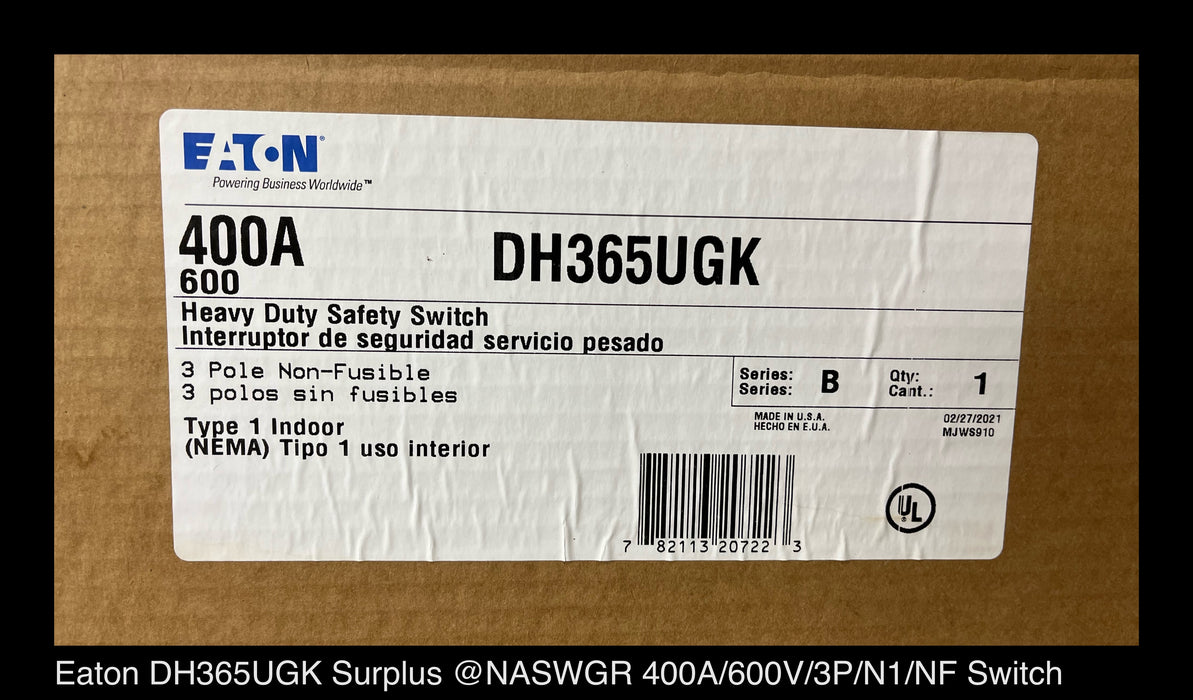 EATON®
Powering Business Worldwide™
400A
600
DH365UGK
Heavy Duty Safety Switch
Interruptor de seguridad servicio pesado
3 Pole Non-Fusible
3 polos sin fusibles
Type 1 Indoor
(NEMA) Tipo 1 uso interior
Series: B
Series:
Qty: 1
Cant.:
MADE IN U.S.A.
HECHO EN E.U.A.
02/27/2021
MJWS910
7 82113 20722 3
UL®
Eaton DH365UGK Surplus @NASWGR 400A/600V/3P/N1/NF Switch